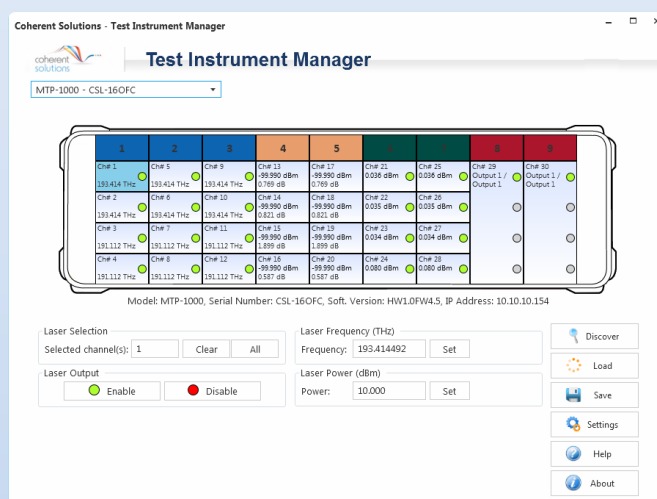 Coherent Solutions - Test Instrument Manager
coherent
solutions
Test Instrument Manager
MTP-1000 - CSL-16OFC
1 2 3 4 5 6 7 8 9
Ch# 1 Ch# 5 Ch# 9 Ch# 13 Ch# 17 Ch# 21 Ch# 25 Ch# 29 Ch# 30
-99.990 dBm -99.990 dBm 0.036 dBm 0.036 dBm Output 1 / Output 1 /
193.414 THz 193.414 THz 193.414 THz 0.769 dB 0.769 dB Output 1 Output 1
Ch# 2 Ch# 6 Ch# 10 Ch# 14 Ch# 18 Ch# 22 Ch# 26
-99.990 dBm -99.990 dBm 0.035 dBm 0.035 dBm
193.414 THz 193.414 THz 193.414 THz 0.821 dB 0.821 dB
Ch# 3 Ch# 7 Ch# 11 Ch# 15 Ch# 19 Ch# 23 Ch# 27
-99.990 dBm -99.990 dBm 0.034 dBm 0.034 dBm
191.112 THz 191.112 THz 191.112 THz 1.899 dB 1.899 dB
Ch# 4 Ch# 8 Ch# 12 Ch# 16 Ch# 20 Ch# 24 Ch# 28
-99.990 dBm -99.990 dBm 0.080 dBm 0.080 dBm
191.112 THz 191.112 THz 191.112 THz 0.587 dB 0.587 dB
Model: MTP-1000, Serial Number: CSL-16OFC, Soft. Version: HW1.0FW4.5, IP Address: 10.10.10.154
Laser Selection
Selected channel(s): 1 Clear All
Laser Output
Enable Disable
Laser Frequency (THz)
Frequency: 193.414492 Set
Laser Power (dBm)
Power: 10.000 Set
Discover
Load
Save
Settings
Help
About